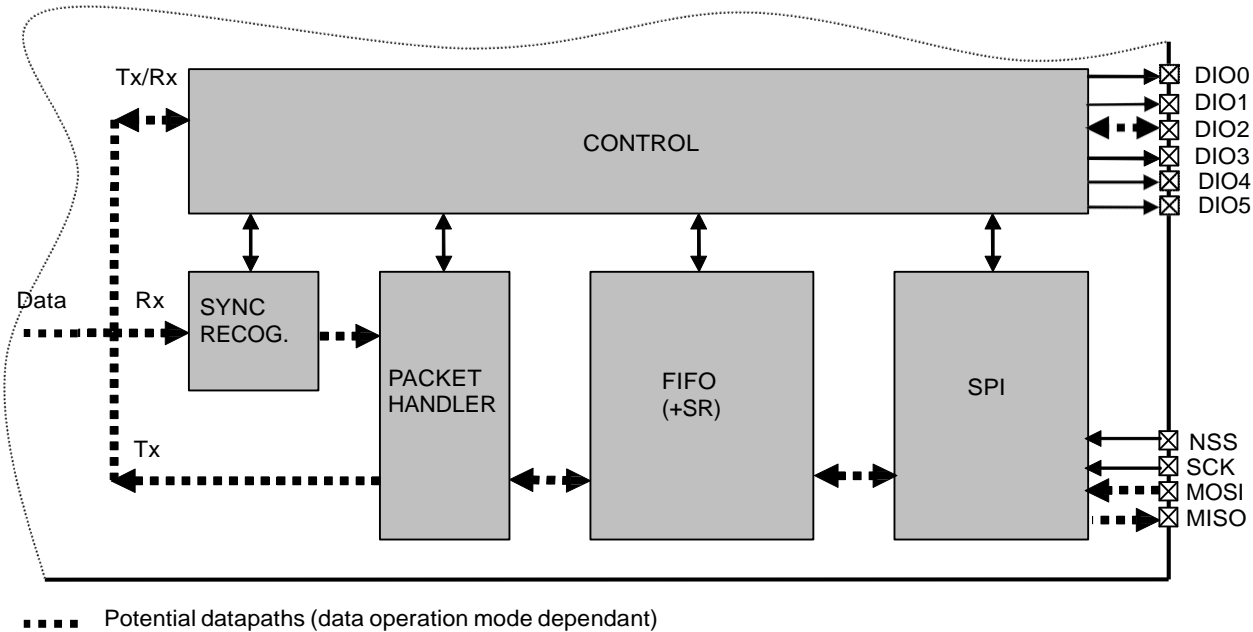 Tx/Rx
CONTROL
DIO0
DIO1
DIO2
DIO3
DIO4
DIO5
Data
Rx
SYNC
RECOG.
PACKET
HANDLER
FIFO
(+SR)
SPI
Tx
NSS
SCK
MOSI
MISO
Potential datapaths (data operation mode dependant)